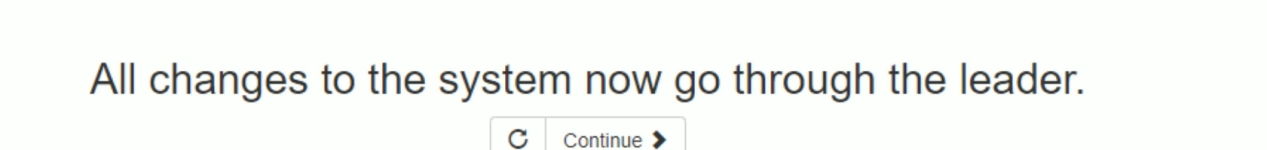 All changes to the system now go through the leader.
Continue